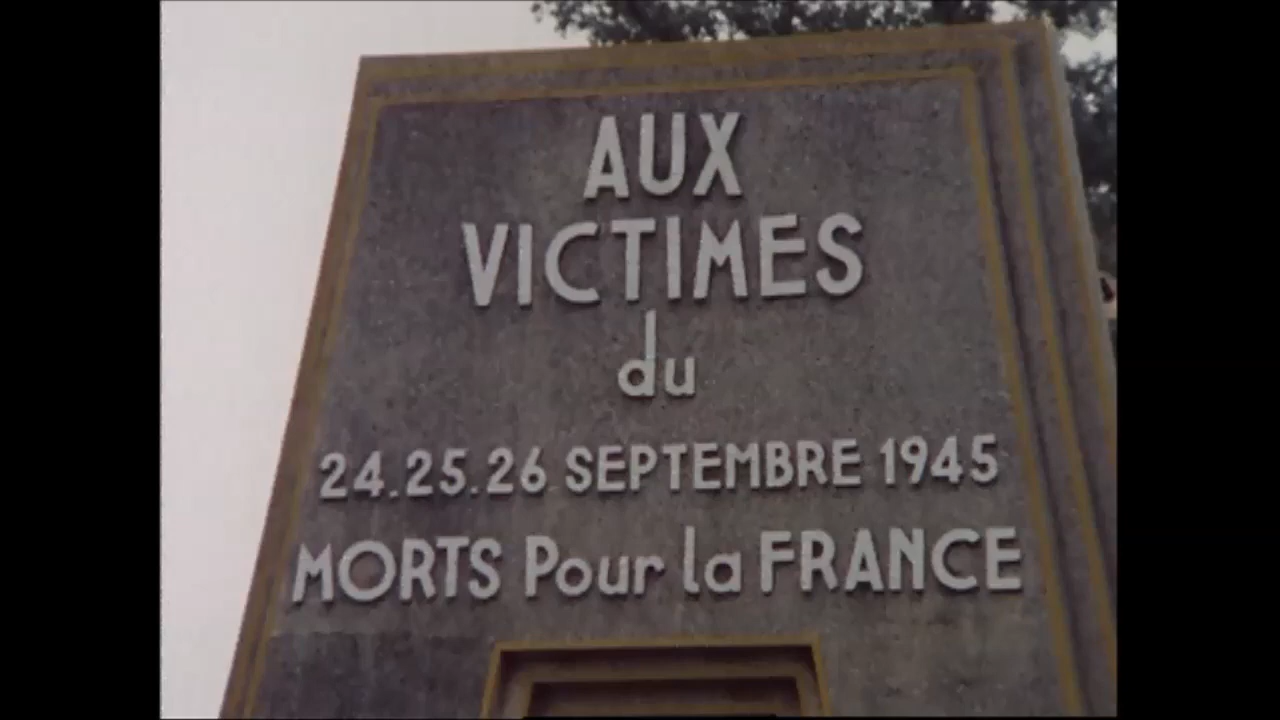 AUX
VICTIMES
du
24.25.26 SEPTEMBRE 1945
MORTS Pour la FRANCE